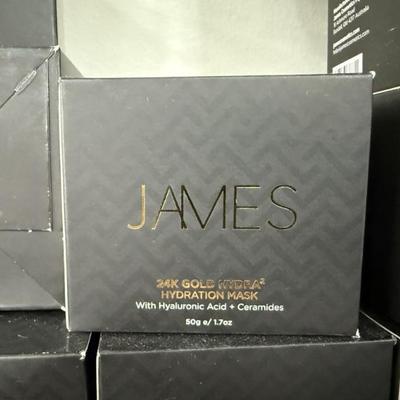 JAMES
24K GOLD HYDRA²
HYDRATION MASK
With Hyaluronic Acid + Ceramides
50g e/ 1.7oz